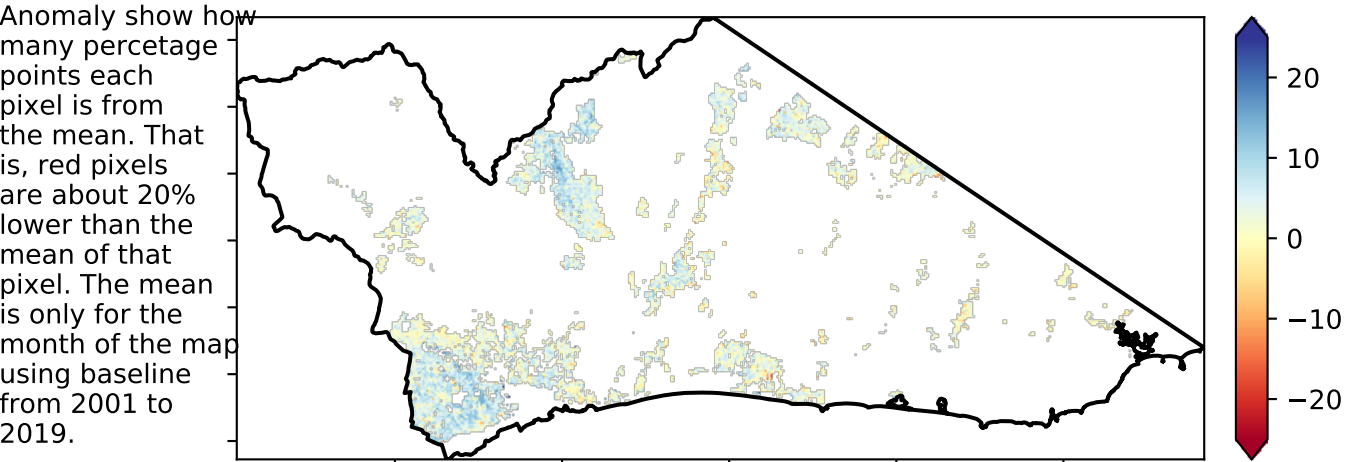 Anomaly show how
many percetage
points each
pixel is from
the mean. That
is, red pixels
are about 20%
lower than the
mean of that
pixel. The mean
is only for the
month of the map
using baseline
from 2001 to
2019.
20
10
0
−10
−20